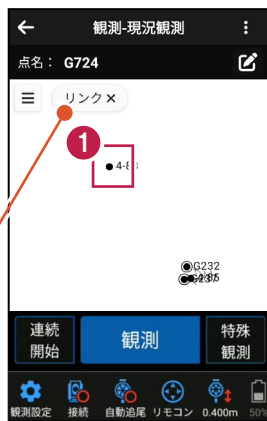 観測-現況観測
点名： G724
リンク×
1
G232
連続
開始
観測
特殊
観測
観測設定
接続
自動追尾
リモコン
0.400m
50%